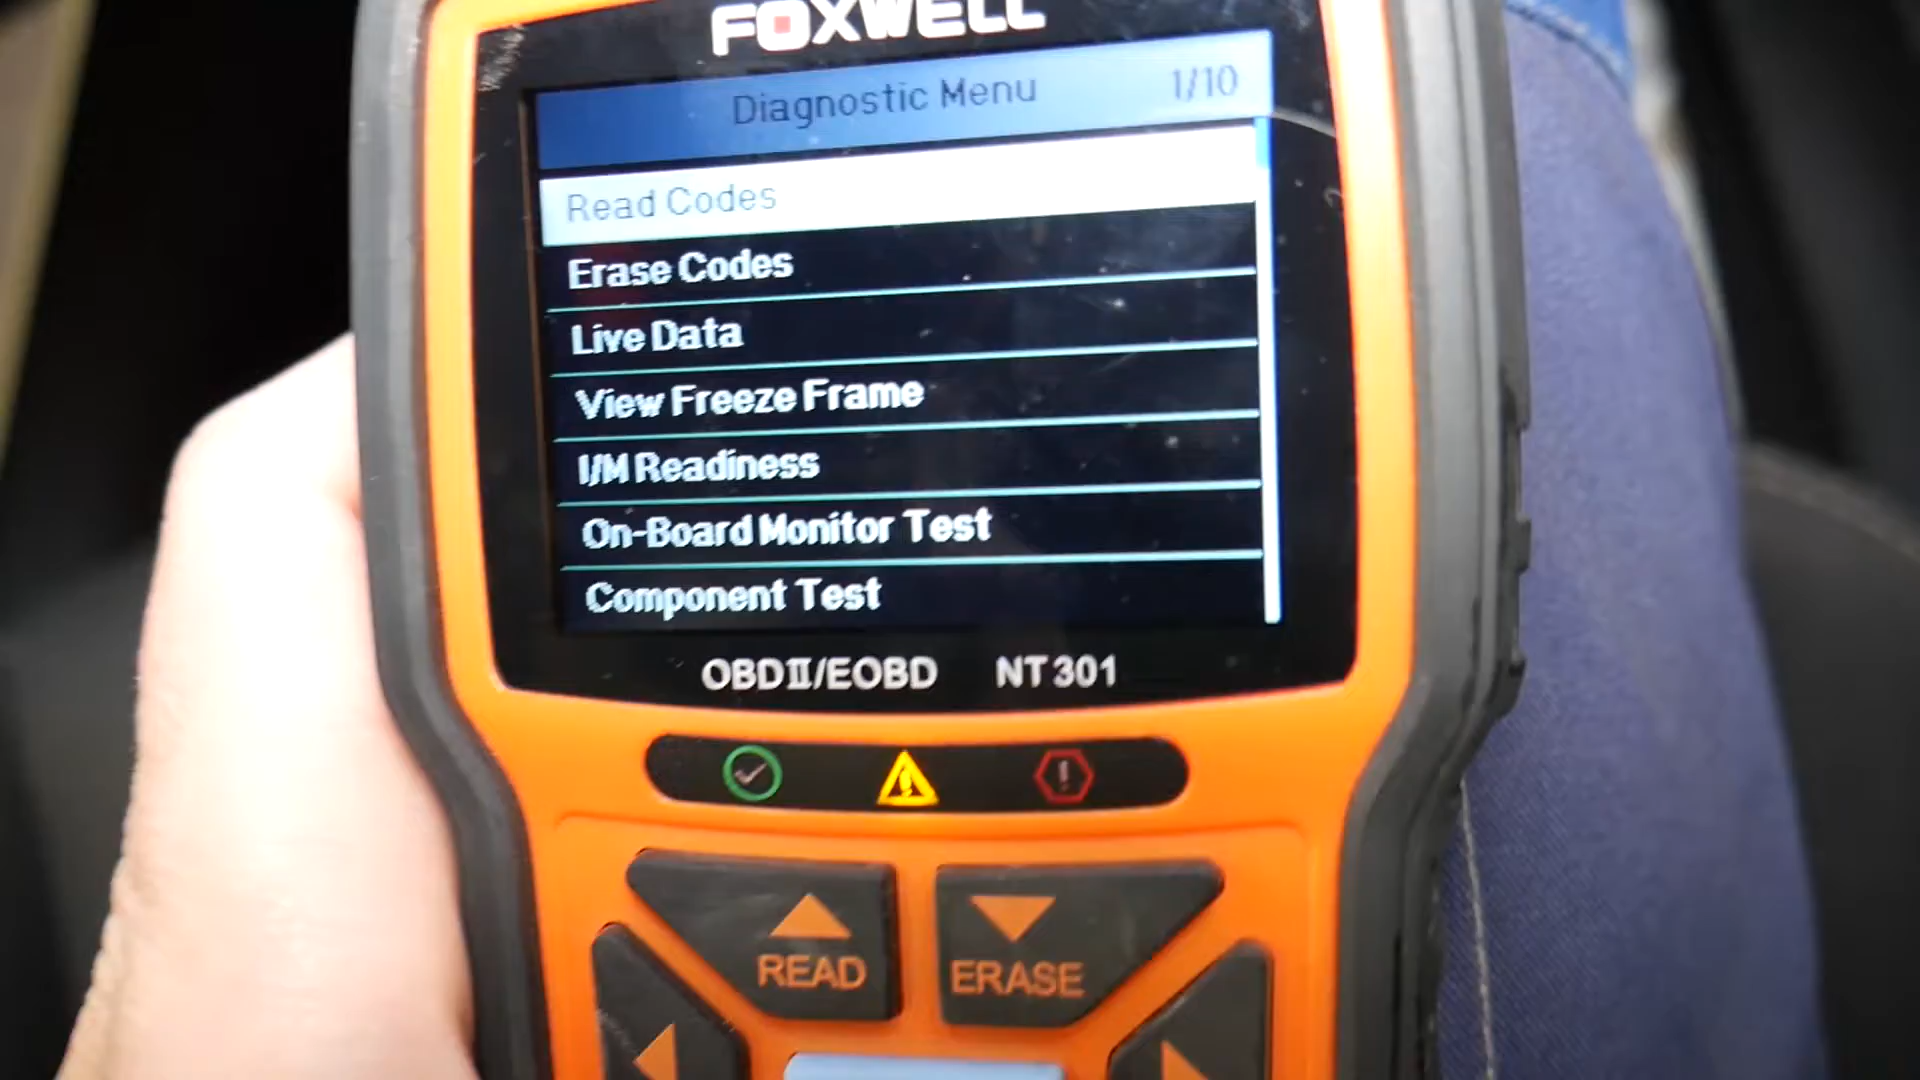 FOXWELL
Diagnostic Menu 1/10
Read Codes
Erase Codes
Live Data
View Freeze Frame
I/M Readiness
On-Board Monitor Test
Component Test
OBDII/EOBD NT301
READ ERASE